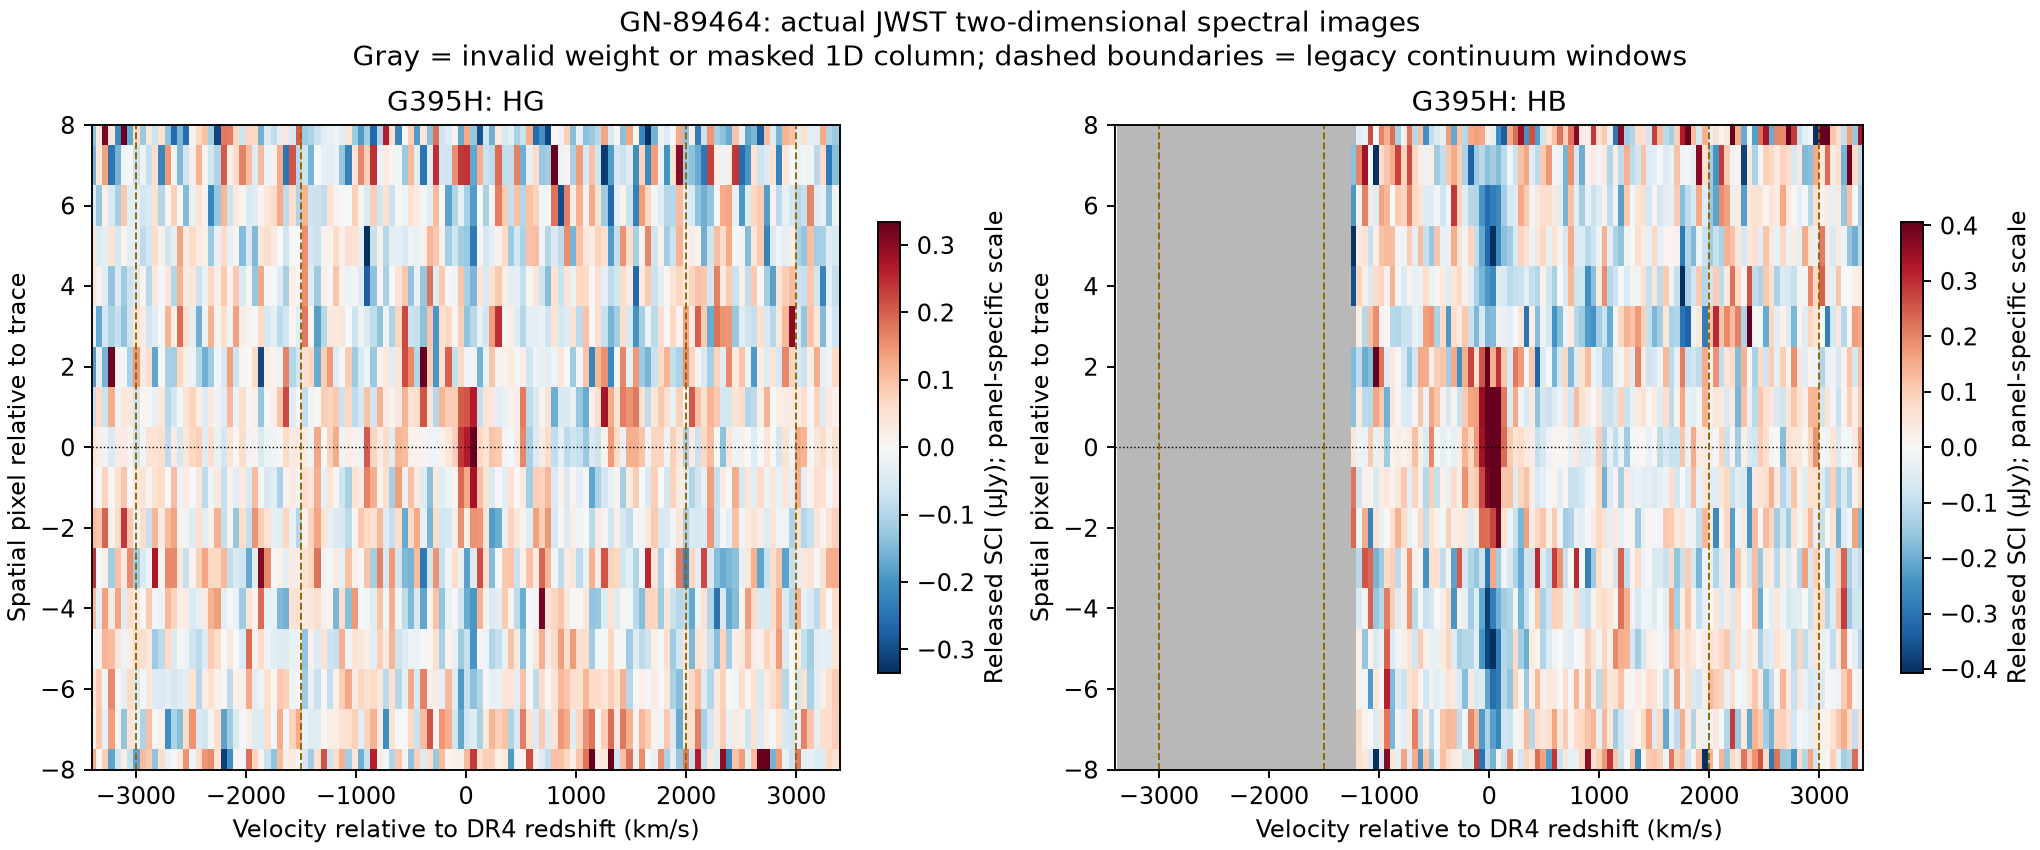 GN-89464: actual JWST two-dimensional spectral images
Gray = invalid weight or masked 1D column; dashed boundaries = legacy continuum windows
G395H: HG
8
6
4
2
0
−2
−4
−6
−8
Spatial pixel relative to trace
−3000 −2000 −1000 0 1000 2000 3000
Velocity relative to DR4 redshift (km/s)
0.3
0.2
0.1
0.0
−0.1
−0.2
−0.3
Released SCI (µJy); panel-specific scale
G395H: HB
8
6
4
2
0
−2
−4
−6
−8
Spatial pixel relative to trace
−3000 −2000 −1000 0 1000 2000 3000
Velocity relative to DR4 redshift (km/s)
0.4
0.3
0.2
0.1
0.0
−0.1
−0.2
−0.3
−0.4
Released SCI (µJy); panel-specific scale